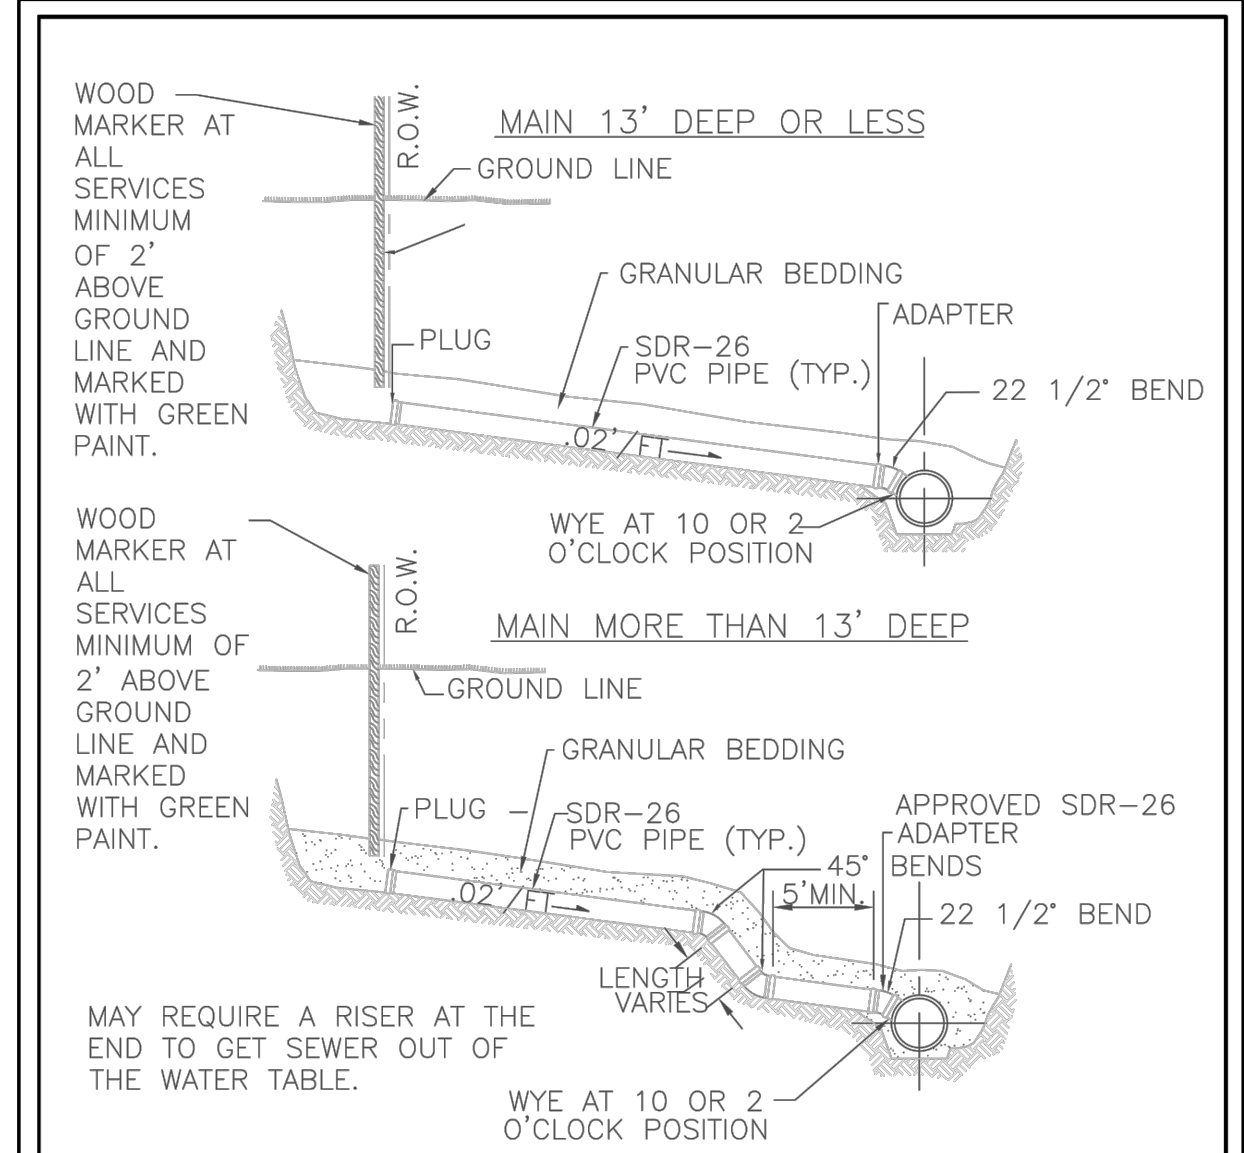 WOOD
MARKER AT
ALL
SERVICES
MINIMUM
OF 2'
ABOVE
GROUND
LINE AND
MARKED
WITH GREEN
PAINT.
R.O.W.
MAIN 13' DEEP OR LESS
GROUND LINE
GRANULAR BEDDING
ADAPTER
PLUG
SDR-26
PVC PIPE (TYP.)
22 1/2° BEND
.02'/FT
WYE AT 10 OR 2
O'CLOCK POSITION
WOOD
MARKER AT
ALL
SERVICES
MINIMUM OF
2' ABOVE
GROUND
LINE AND
MARKED
WITH GREEN
PAINT.
R.O.W.
MAIN MORE THAN 13' DEEP
GROUND LINE
GRANULAR BEDDING
PLUG
SDR-26
PVC PIPE (TYP.)
APPROVED SDR-26
ADAPTER
45° BENDS
5'MIN.
22 1/2° BEND
.02'/FT
LENGTH
VARIES
MAY REQUIRE A RISER AT THE
END TO GET SEWER OUT OF
THE WATER TABLE.
WYE AT 10 OR 2
O'CLOCK POSITION